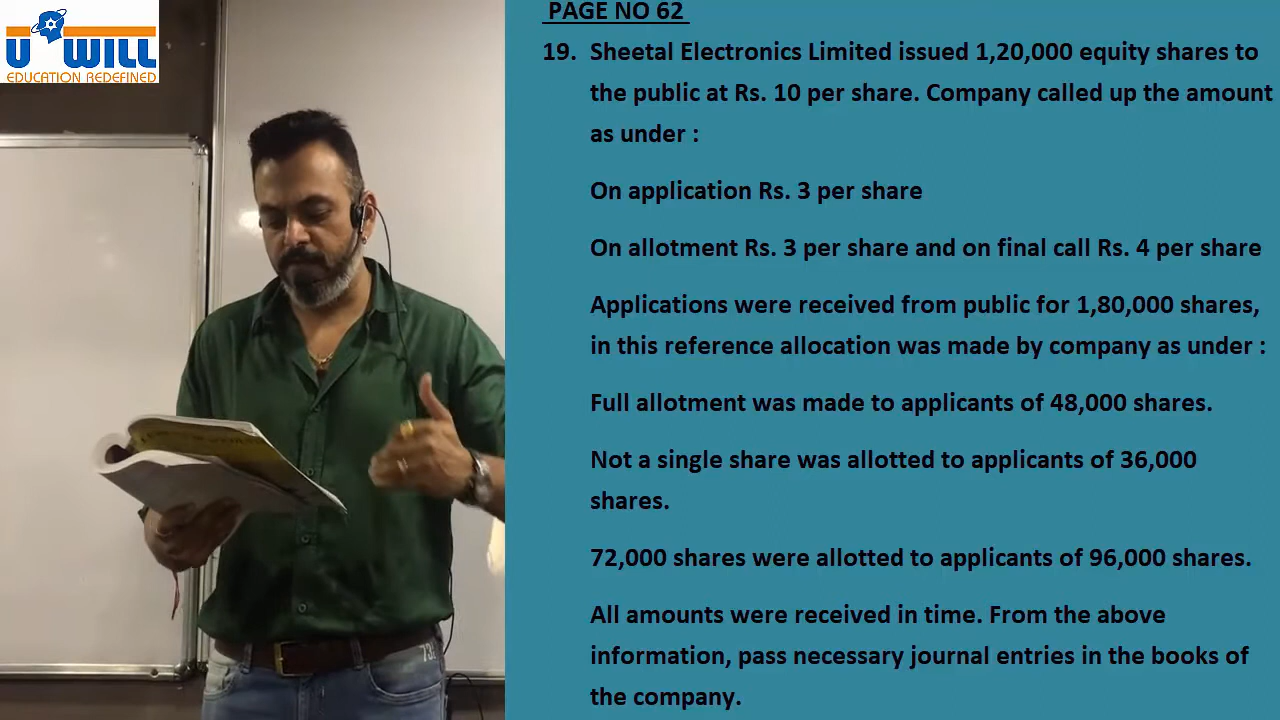 U WILL
EDUCATION REDEFINED
PAGE NO 62
19. Sheetal Electronics Limited issued 1,20,000 equity shares to
the public at Rs. 10 per share. Company called up the amount
as under :
On application Rs. 3 per share
On allotment Rs. 3 per share and on final call Rs. 4 per share
Applications were received from public for 1,80,000 shares,
in this reference allocation was made by company as under :
Full allotment was made to applicants of 48,000 shares.
Not a single share was allotted to applicants of 36,000
shares.
72,000 shares were allotted to applicants of 96,000 shares.
All amounts were received in time. From the above
information, pass necessary journal entries in the books of
the company.